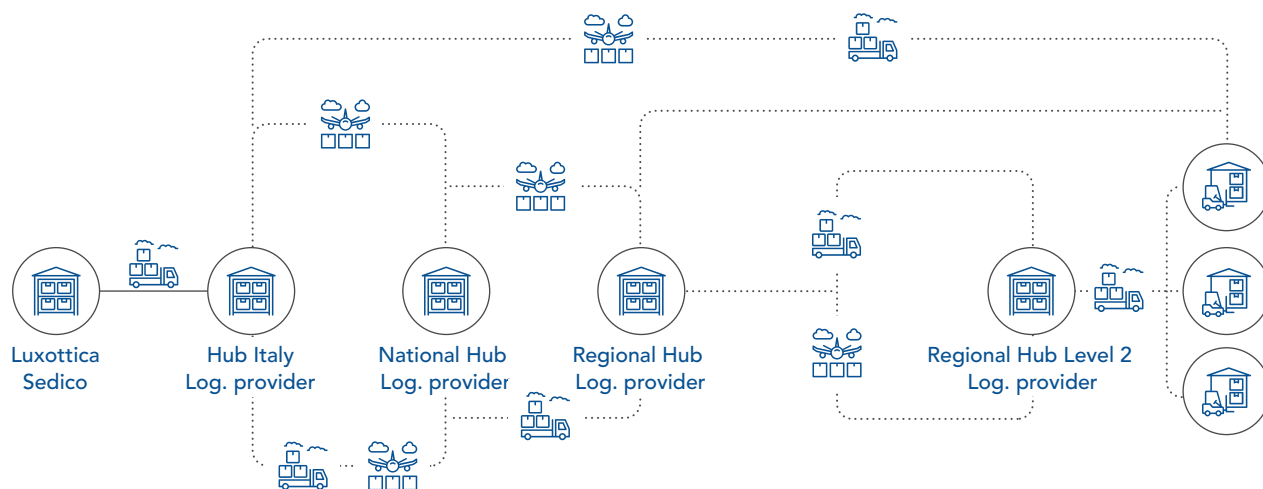 Luxottica
Sedico
Hub Italy
Log. provider
National Hub
Log. provider
Regional Hub
Log. provider
Regional Hub Level 2
Log. provider